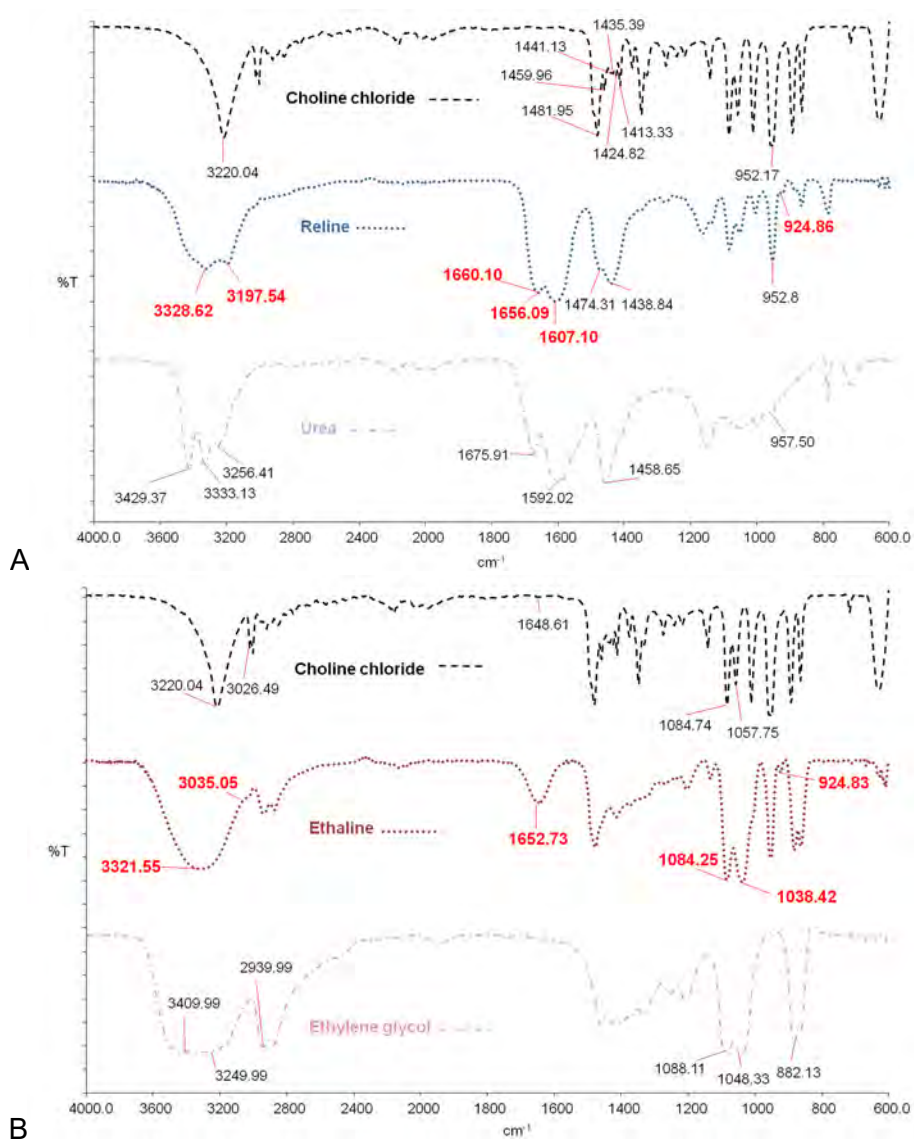 1435.39
1441.13
1459.96
Choline chloride
1481.95
1413.33
1424.82
3220.04
952.17
Reline
924.86
%T
3328.62
3197.54
1660.10
1656.09
1607.10
1474.31
1438.84
952.8
Urea
3429.37
3333.13
3256.41
1675.91
1592.02
1458.65
957.50
4000.0 3600 3200 2800 2400 2000 1800 1600 1400 1200 1000 800 600.0
cm-1
A
1648.61
Choline chloride
3220.04
3026.49
1084.74
1057.75
3035.05
924.83
Ethaline
1652.73
%T
3321.55
1084.25
1038.42
2939.99
3409.99
Ethylene glycol
3249.99
1088.11
1048.33
882.13
4000.0 3600 3200 2800 2400 2000 1800 1600 1400 1200 1000 800 600.0
cm-1
B